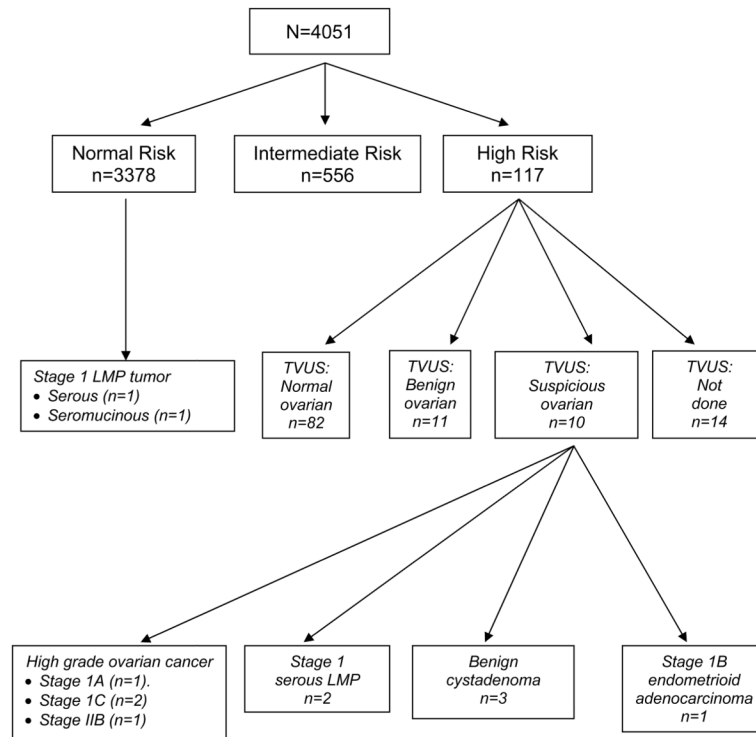 N=4051
Normal Risk
n=3378
Intermediate Risk
n=556
High Risk
n=117
Stage 1 LMP tumor
• Serous (n=1)
• Seromucinous (n=1)
TVUS:
Normal
ovarian
n=82
TVUS:
Benign
ovarian
n=11
TVUS:
Suspicious
ovarian
n=10
TVUS:
Not
done
n=14
High grade ovarian cancer
• Stage 1A (n=1).
• Stage 1C (n=2)
• Stage IIB (n=1)
Stage 1
serous LMP
n=2
Benign
cystadenoma
n=3
Stage 1B
endometrioid
adenocarcinoma
n=1